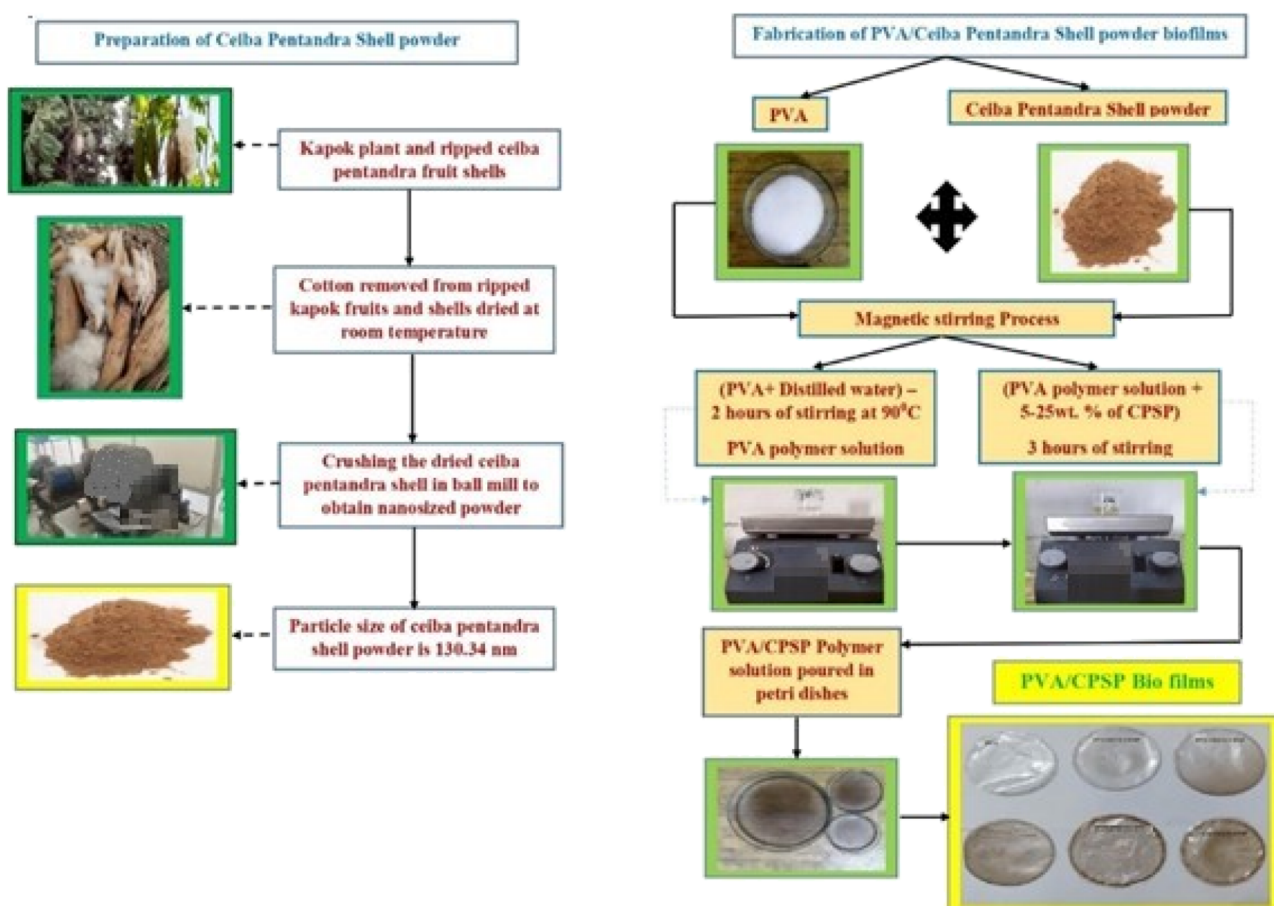 Preparation of Ceiba Pentandra Shell powder
Kapok plant and ripped ceiba
pentandra fruit shells
Cotton removed from ripped
kapok fruits and shells dried at
room temperature
Crushing the dried ceiba
pentandra shell in ball mill to
obtain nanosized powder
Particle size of ceiba pentandra
shell powder is 130.34 nm
Fabrication of PVA/Ceiba Pentandra Shell powder biofilms
PVA
Ceiba Pentandra Shell powder
Magnetic stirring Process
(PVA+ Distilled water) –
2 hours of stirring at 90⁰C
PVA polymer solution
(PVA polymer solution +
5-25wt. % of CPSP)
3 hours of stirring
PVA/CPSP Polymer
solution poured in
petri dishes
PVA/CPSP Bio films